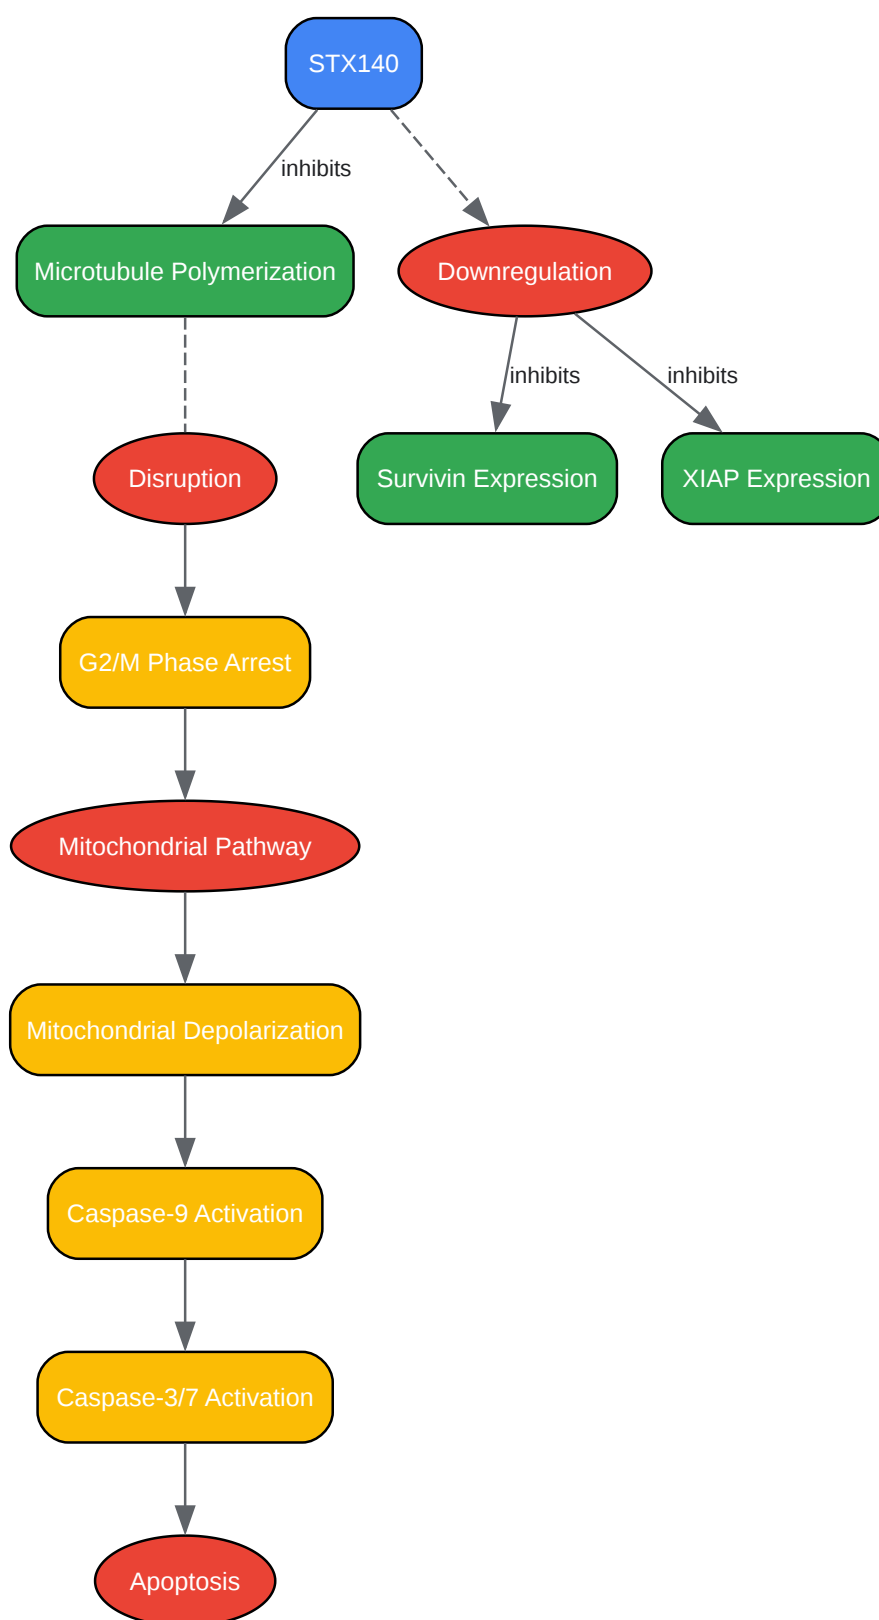 STX140
inhibits
Microtubule Polymerization
Downregulation
inhibits
inhibits
Disruption
Survivin Expression
XIAP Expression
G2/M Phase Arrest
Mitochondrial Pathway
Mitochondrial Depolarization
Caspase-9 Activation
Caspase-3/7 Activation
Apoptosis